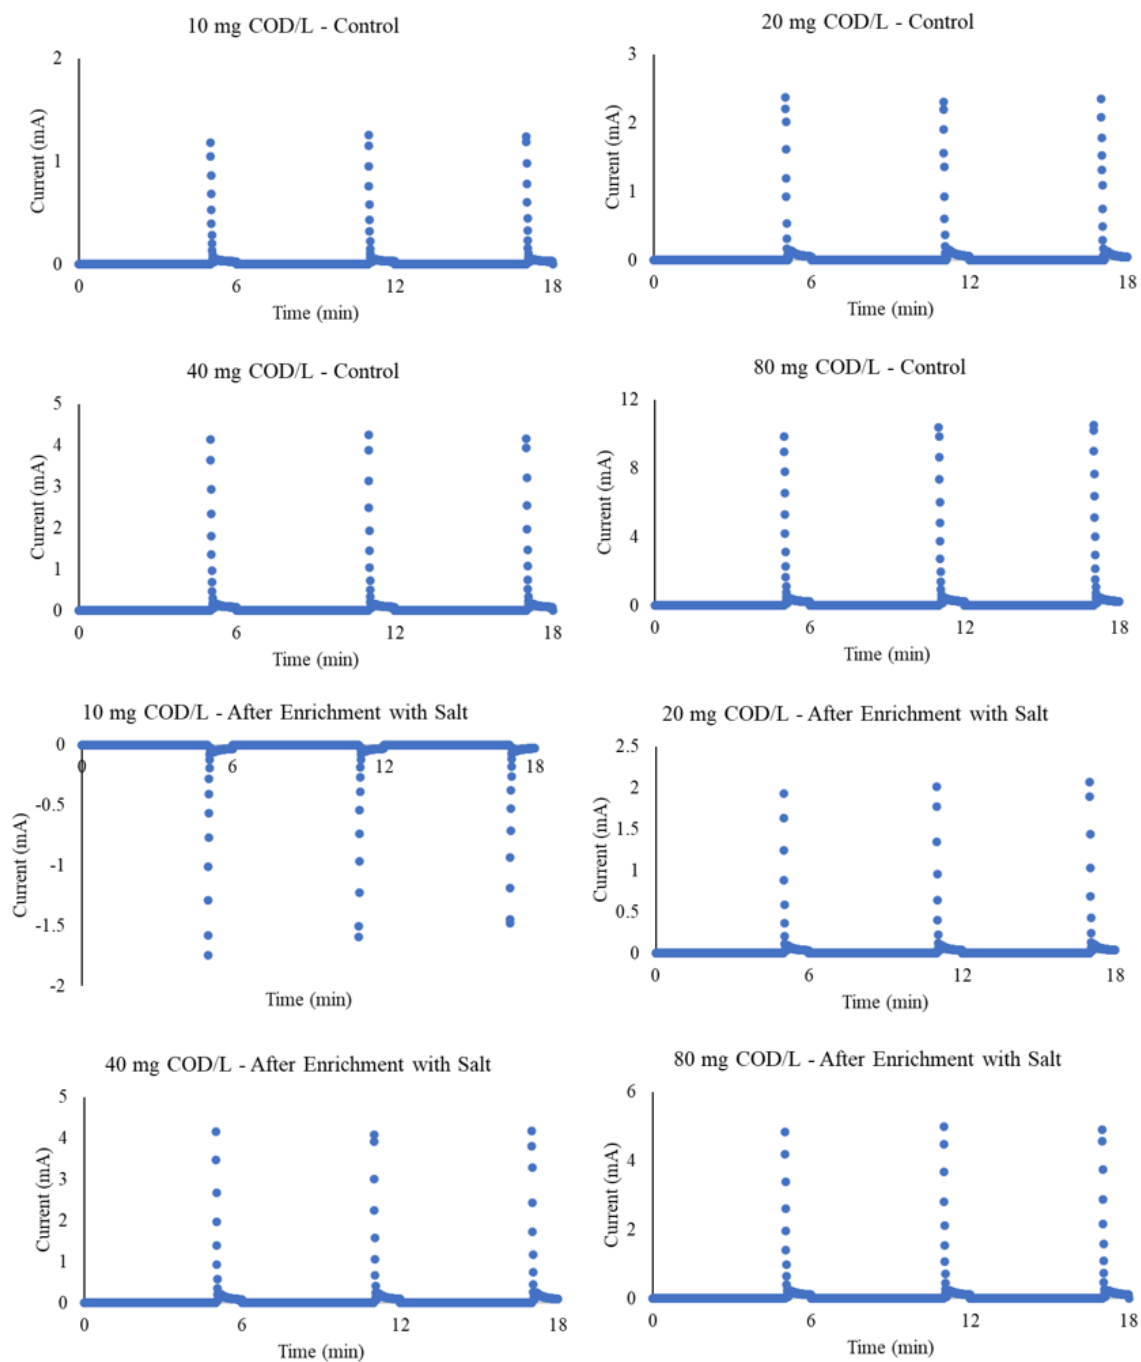 10 mg COD/L - Control
2
1
0
Current (mA)
0
6
12
18
Time (min)
20 mg COD/L - Control
3
2
1
0
Current (mA)
0
6
12
18
Time (min)
40 mg COD/L - Control
5
4
3
2
1
0
Current (mA)
0
6
12
18
Time (min)
80 mg COD/L - Control
12
8
4
0
Current (mA)
0
6
12
18
Time (min)
10 mg COD/L - After Enrichment with Salt
0
-0.5
-1
-1.5
-2
Current (mA)
0
6
12
18
Time (min)
20 mg COD/L - After Enrichment with Salt
2.5
2
1.5
1
0.5
0
Current (mA)
0
6
12
18
Time (min)
40 mg COD/L - After Enrichment with Salt
5
4
3
2
1
0
Current (mA)
0
6
12
18
Time (min)
80 mg COD/L - After Enrichment with Salt
6
4
2
0
Current (mA)
0
6
12
18
Time (min)